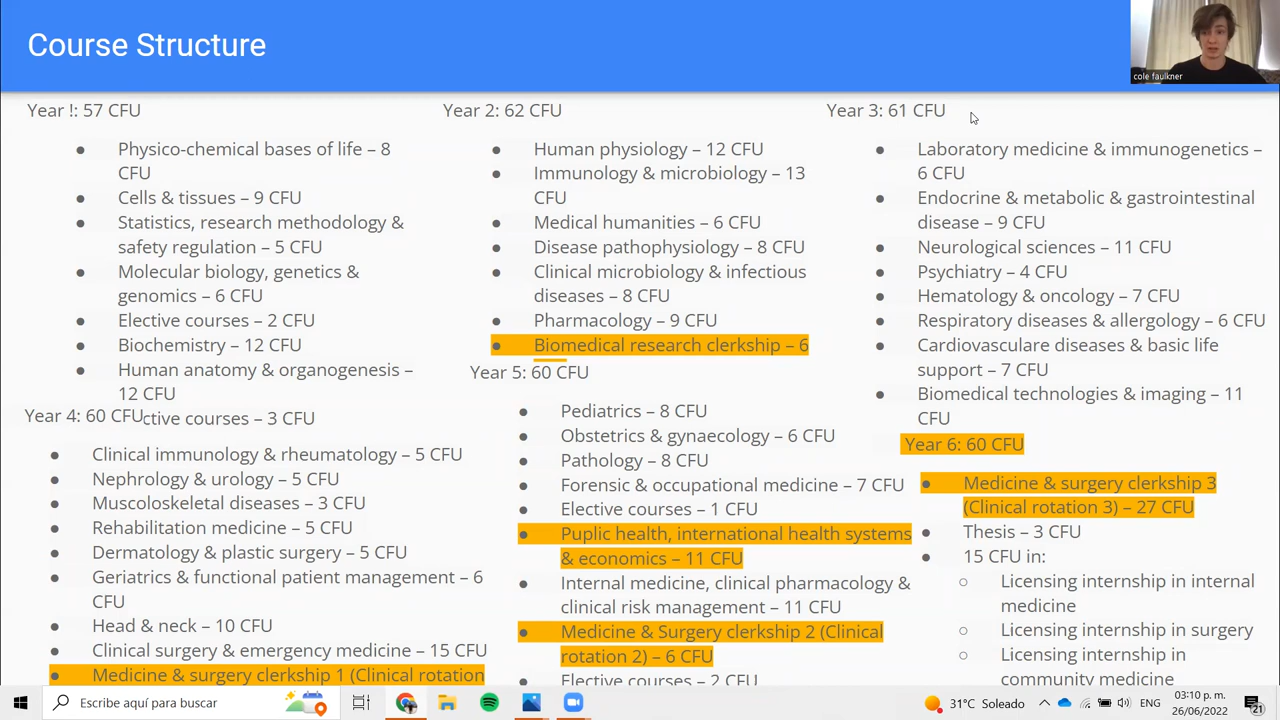 Course Structure
cole faulkner
Year !: 57 CFU
Physico-chemical bases of life – 8
CFU
Cells & tissues – 9 CFU
Statistics, research methodology &
safety regulation – 5 CFU
Molecular biology, genetics &
genomics – 6 CFU
Elective courses – 2 CFU
Biochemistry – 12 CFU
Human anatomy & organogenesis –
12 CFU
ctive courses – 3 CFU
Year 2: 62 CFU
Human physiology – 12 CFU
Immunology & microbiology – 13
CFU
Medical humanities – 6 CFU
Disease pathophysiology – 8 CFU
Clinical microbiology & infectious
diseases – 8 CFU
Pharmacology – 9 CFU
Biomedical research clerkship – 6
Year 3: 61 CFU
Laboratory medicine & immunogenetics –
6 CFU
Endocrine & metabolic & gastrointestinal
disease – 9 CFU
Neurological sciences – 11 CFU
Psychiatry – 4 CFU
Hematology & oncology – 7 CFU
Respiratory diseases & allergology – 6 CFU
Cardiovasculare diseases & basic life
support – 7 CFU
Biomedical technologies & imaging – 11
CFU
Year 4: 60 CFU
Clinical immunology & rheumatology – 5 CFU
Nephrology & urology – 5 CFU
Muscoloskeletal diseases – 3 CFU
Rehabilitation medicine – 5 CFU
Dermatology & plastic surgery – 5 CFU
Geriatrics & functional patient management – 6
CFU
Head & neck – 10 CFU
Clinical surgery & emergency medicine – 15 CFU
Medicine & surgery clerkship 1 (Clinical rotation
Year 5: 60 CFU
Pediatrics – 8 CFU
Obstetrics & gynaecology – 6 CFU
Pathology – 8 CFU
Forensic & occupational medicine – 7 CFU
Elective courses – 1 CFU
Puplic health, international health systems
& economics – 11 CFU
Internal medicine, clinical pharmacology &
clinical risk management – 11 CFU
Medicine & Surgery clerkship 2 (Clinical
rotation 2) – 6 CFU
Elective courses – 2 CFU
Year 6: 60 CFU
Medicine & surgery clerkship 3
(Clinical rotation 3) – 27 CFU
Thesis – 3 CFU
15 CFU in:
Licensing internship in internal
medicine
Licensing internship in surgery
Licensing internship in
community medicine
Escribe aquí para buscar
31°C Soleado
ENG
03:10 p. m.
26/06/2022
21